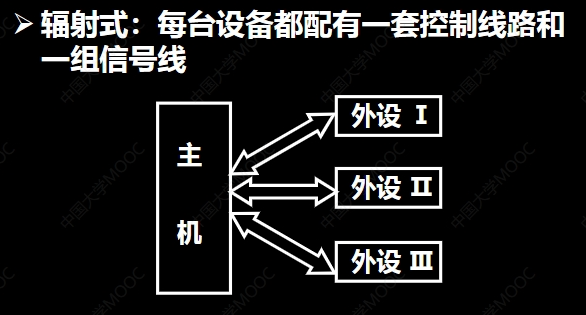 ➢ 辐射式：每台设备都配有一套控制线路和
一组信号线
主
机
外设 Ⅰ
外设 Ⅱ
外设 Ⅲ
中国大学MOOC